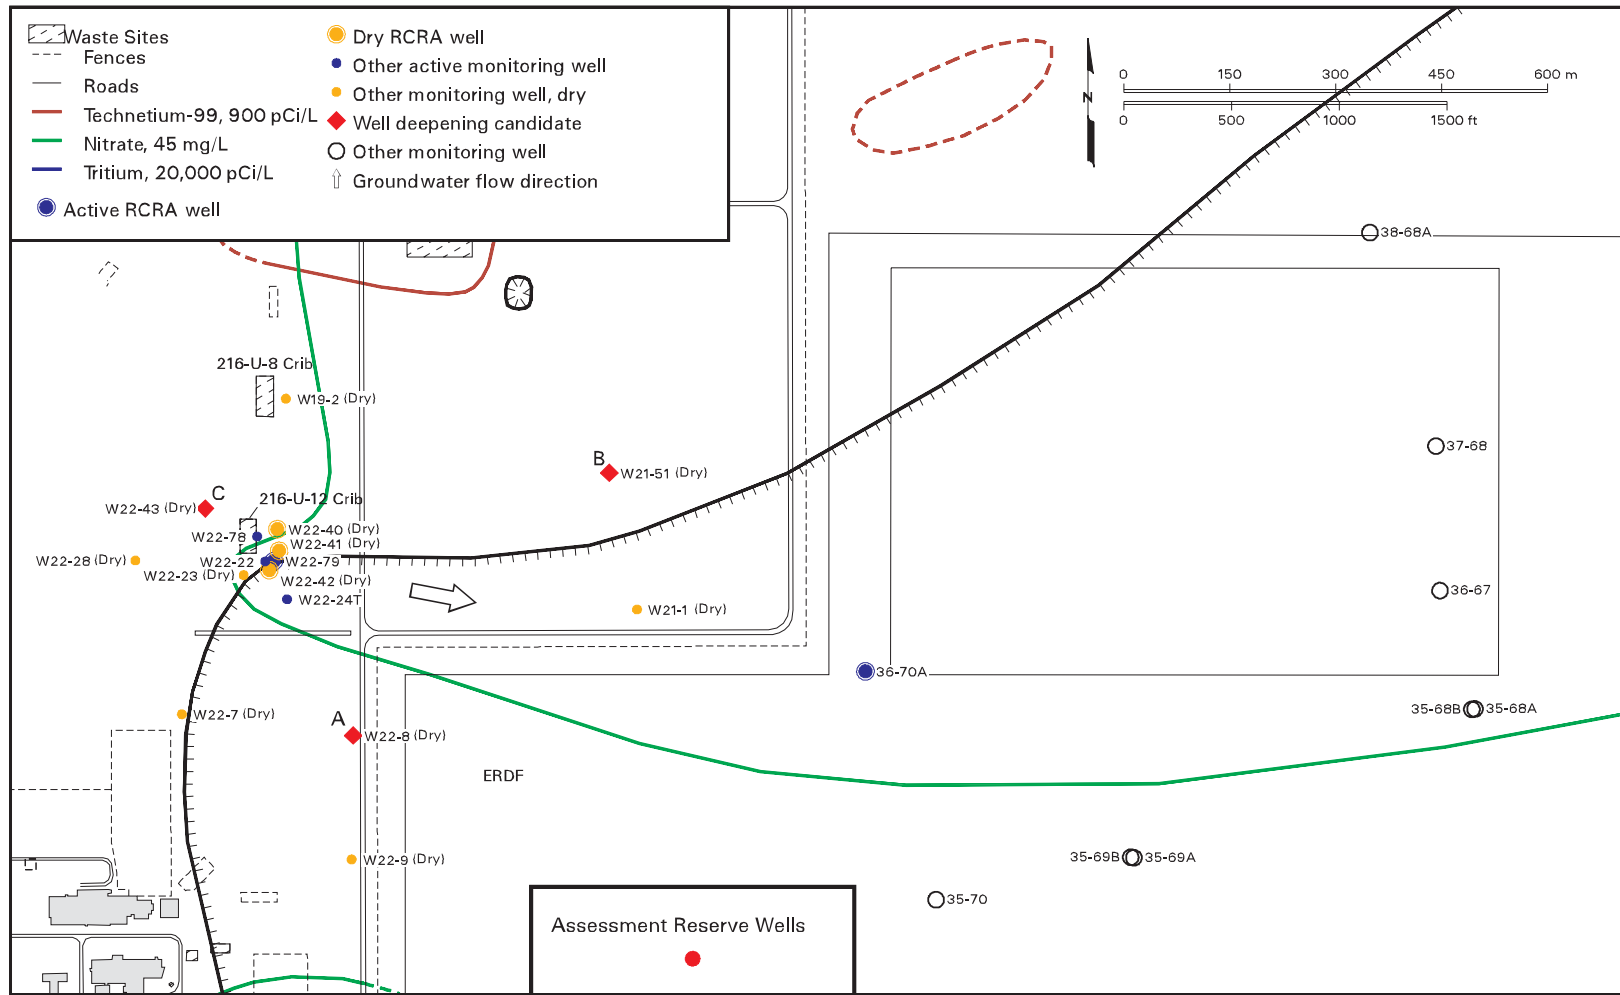 Waste Sites
Fences
Roads
Technetium-99, 900 pCi/L
Nitrate, 45 mg/L
Tritium, 20,000 pCi/L
Active RCRA well
Dry RCRA well
Other active monitoring well
Other monitoring well, dry
Well deepening candidate
Other monitoring well
Groundwater flow direction
N
0 150 300 450 600 m
0 500 1000 1500 ft
38-68A
216-U-8 Crib
W19-2 (Dry)
37-68
B
W21-51 (Dry)
C
216-U-12 Crib
W22-43 (Dry)
W22-40 (Dry)
W22-78
W22-41 (Dry)
W22-28 (Dry)
W22-22
W22-79
W22-23 (Dry)
W22-42 (Dry)
W22-24T
W21-1 (Dry)
36-67
36-70A
W22-7 (Dry)
35-68B
35-68A
A
W22-8 (Dry)
ERDF
W22-9 (Dry)
35-69B
35-69A
35-70
Assessment Reserve Wells